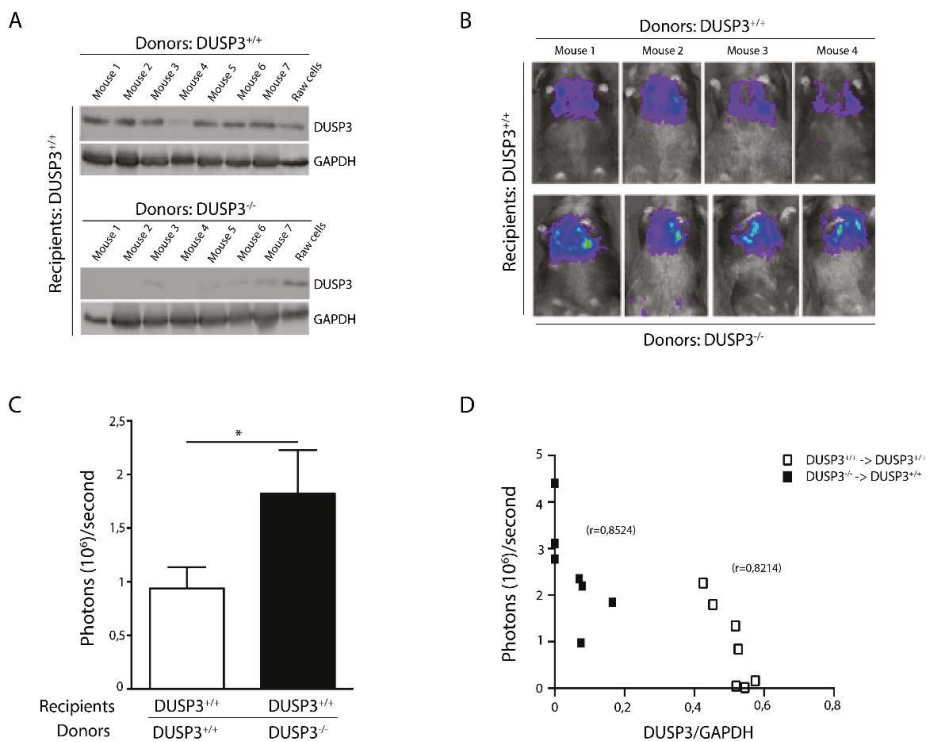 A
Donors: DUSP3+/+
Mouse 1 Mouse 2 Mouse 3 Mouse 4 Mouse 5 Mouse 6 Mouse 7 Raw cells
Recipients: DUSP3+/+
DUSP3
GAPDH
Donors: DUSP3-/-
Mouse 1 Mouse 2 Mouse 3 Mouse 4 Mouse 5 Mouse 6 Mouse 7 Raw cells
DUSP3
GAPDH
B
Donors: DUSP3+/+
Mouse 1 Mouse 2 Mouse 3 Mouse 4
Recipients: DUSP3+/+
Donors: DUSP3-/-
C
Photons (10⁶)/second
2,5
2
1,5
1
0,5
0
*
Recipients DUSP3+/+ DUSP3+/+
Donors DUSP3+/+ DUSP3-/-
D
DUSP3+/+ -> DUSP3+/+
DUSP3-/- -> DUSP3+/+
Photons (10⁶)/second
5
4
3
2
1
0
(r=0,8524)
(r=0,8214)
0 0,2 0,4 0,6 0,8
DUSP3/GAPDH